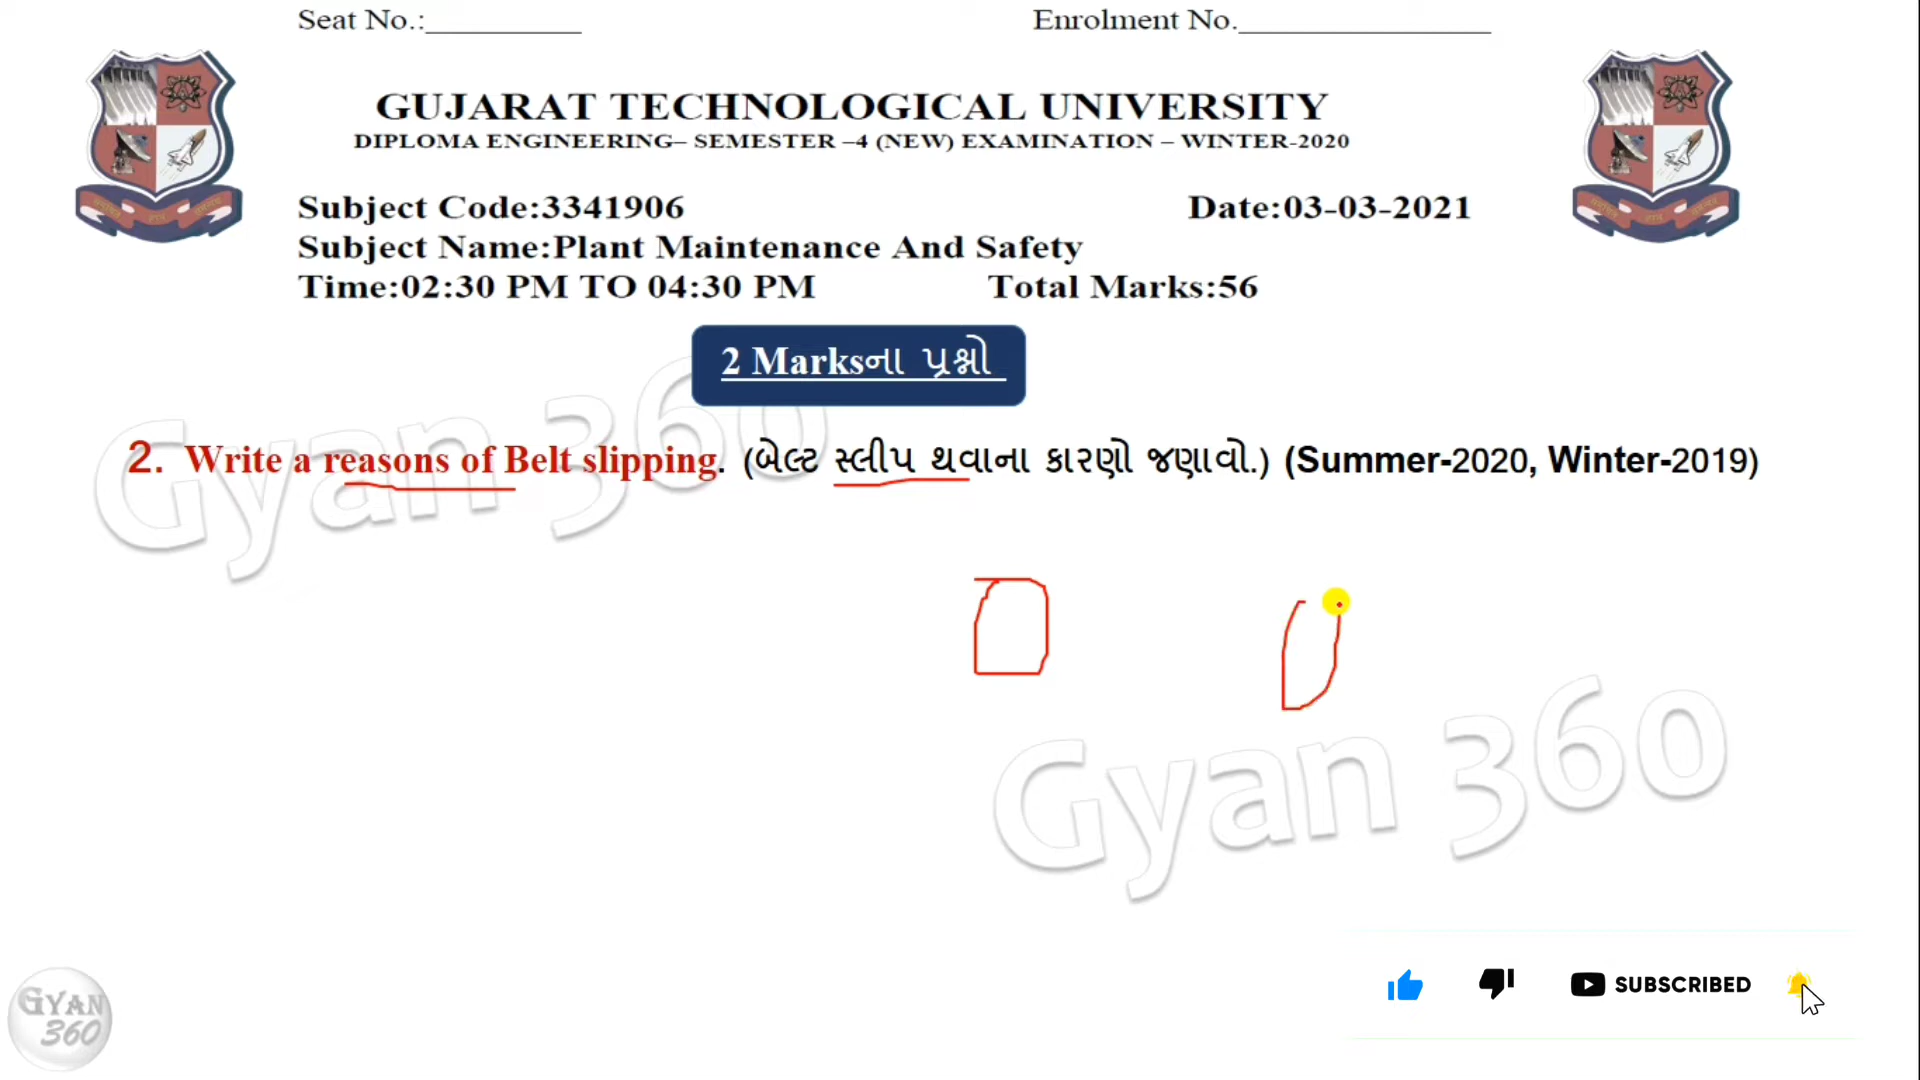 Seat No.:___________ Enrolment No.__________________
GUJARAT TECHNOLOGICAL UNIVERSITY
DIPLOMA ENGINEERING– SEMESTER –4 (NEW) EXAMINATION – WINTER-2020
Subject Code:3341906 Date:03-03-2021
Subject Name:Plant Maintenance And Safety
Time:02:30 PM TO 04:30 PM Total Marks:56
2 Marksના પ્રશ્નો
2. Write a reasons of Belt slipping. (બેલ્ટ સ્લીપ થવાના કારણો જણાવો.) (Summer-2020, Winter-2019)
Gyan 360
Gyan 360
SUBSCRIBED
GYAN
360